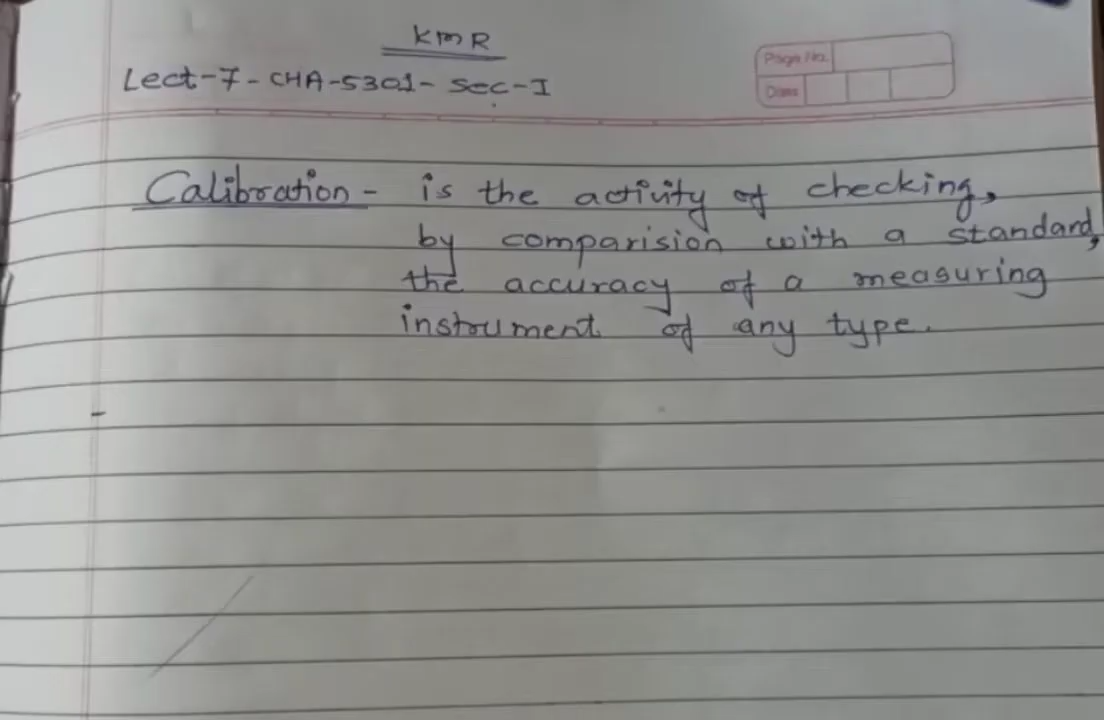 KMR
Lect-7-CHA-5301-Sec-I
Page No.
Date
Calibration - is the activity of checking,
by comparision with a standard,
the accuracy of a measuring
instrument of any type.